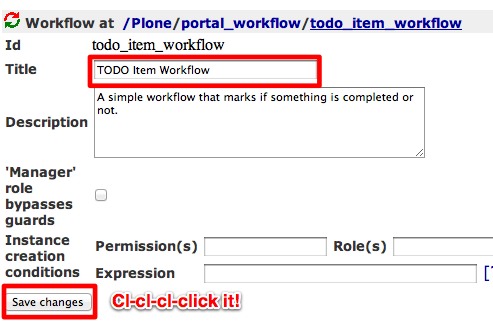 Workflow at /Plone/portal_workflow/todo_item_workflow
Id todo_item_workflow
Title TODO Item Workflow
Description A simple workflow that marks if something is completed or
not.
'Manager'
role
bypasses
guards
Instance
creation
conditions
Permission(s) Role(s)
Expression [
Save changes Cl-cl-cl-click it!